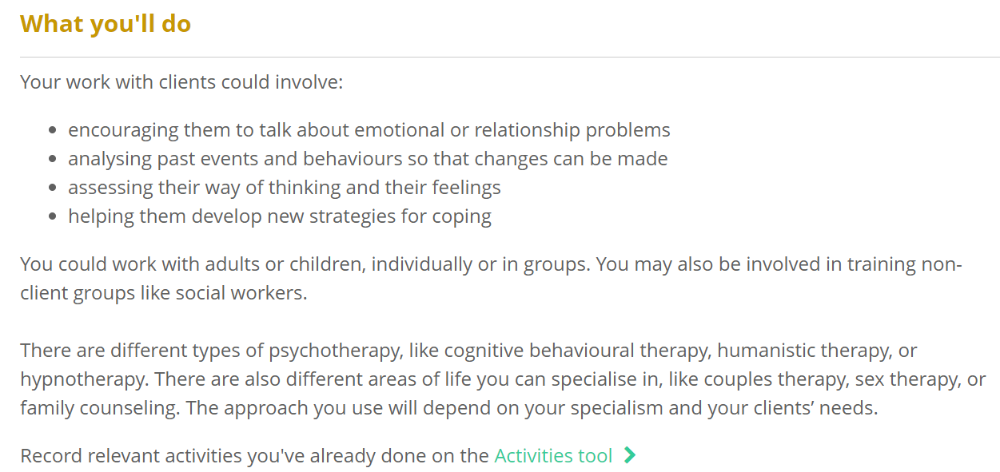 What you'll do
Your work with clients could involve:
• encouraging them to talk about emotional or relationship problems
• analysing past events and behaviours so that changes can be made
• assessing their way of thinking and their feelings
• helping them develop new strategies for coping
You could work with adults or children, individually or in groups. You may also be involved in training non-
client groups like social workers.
There are different types of psychotherapy, like cognitive behavioural therapy, humanistic therapy, or
hypnotherapy. There are also different areas of life you can specialise in, like couples therapy, sex therapy, or
family counseling. The approach you use will depend on your specialism and your clients’ needs.
Record relevant activities you've already done on the Activities tool